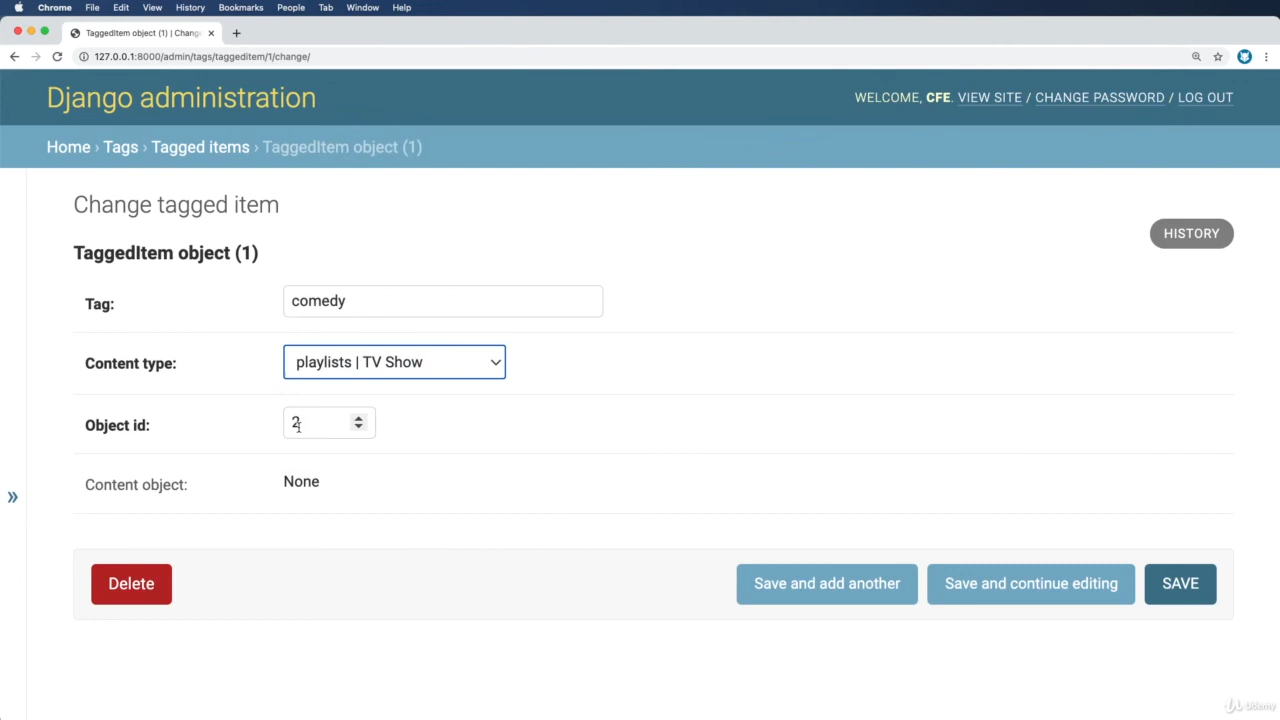 Chrome File Edit View History Bookmarks People Tab Window Help
TaggedItem object (1) | Chang
127.0.0.1:8000/admin/tags/taggeditem/1/change/
Django administration
WELCOME, CFE. VIEW SITE / CHANGE PASSWORD / LOG OUT
Home › Tags › Tagged items › TaggedItem object (1)
Change tagged item
HISTORY
TaggedItem object (1)
Tag: comedy
Content type: playlists | TV Show
Object id: 2
Content object: None
»
Delete Save and add another Save and continue editing SAVE
Udemy